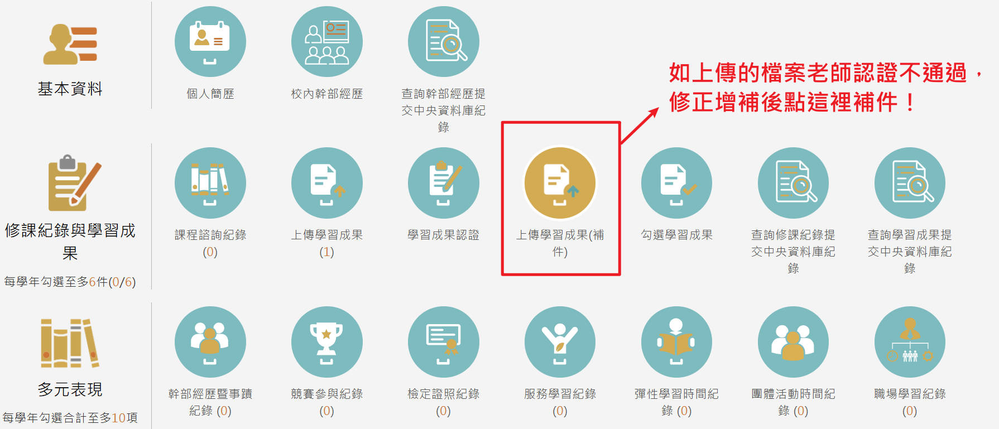 基本資料
個人簡歷
校內幹部經歷
查詢幹部經歷提
交中央資料庫紀
錄
如上傳的檔案老師認證不通過，
修正增補後點這裡補件！
修課紀錄與學習成
果
每學年勾選至多6件(0/6)
課程諮詢紀錄
(0)
上傳學習成果
(1)
學習成果認證
上傳學習成果(補
件)
勾選學習成果
查詢修課紀錄提
交中央資料庫紀
錄
查詢學習成果提
交中央資料庫紀
錄
多元表現
每學年勾選合計至多10項
幹部經歷暨事蹟
紀錄 (0)
競賽參與紀錄
(0)
檢定證照紀錄
(0)
服務學習紀錄
(0)
彈性學習時間紀
錄 (0)
團體活動時間紀
錄 (0)
職場學習紀錄
(0)